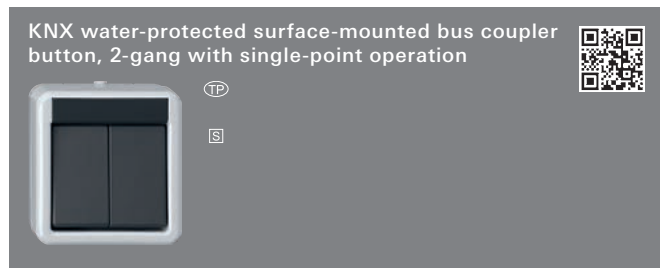 KNX water-protected surface-mounted bus coupler
button, 2-gang with single-point operation
TP
S